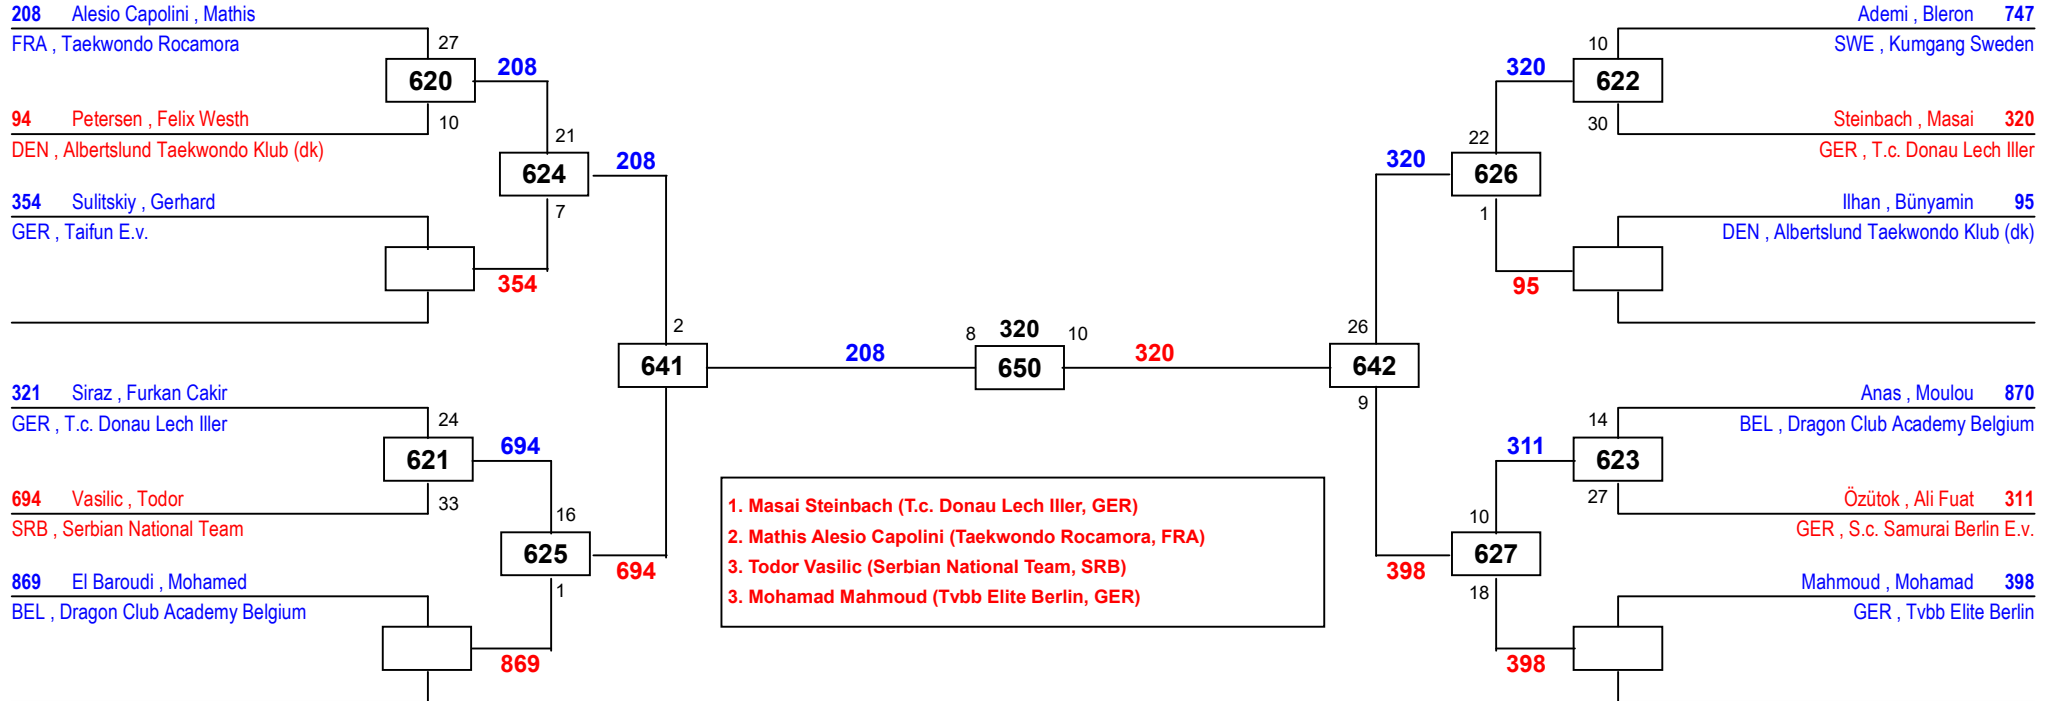 208 Alesio Capolini , Mathis
FRA , Taekwondo Rocamora
27
620
208
94 Petersen , Felix Westh
10
DEN , Albertslund Taekwondo Klub (dk)
21
624
208
354 Sulitskiy , Gerhard
7
GER , Taifun E.v.
354
2
641
208
321 Siraz , Furkan Cakir
GER , T.c. Donau Lech Iller
24
621
694
694 Vasilic , Todor
33
SRB , Serbian National Team
16
625
694
869 El Baroudi , Mohamed
1
BEL , Dragon Club Academy Belgium
869
8 320 10
650
320
1. Masai Steinbach (T.c. Donau Lech Iller, GER)
2. Mathis Alesio Capolini (Taekwondo Rocamora, FRA)
3. Todor Vasilic (Serbian National Team, SRB)
3. Mohamad Mahmoud (Tvbb Elite Berlin, GER)
Ademi , Bleron 747
SWE , Kumgang Sweden
10
320
622
Steinbach , Masai 320
30
GER , T.c. Donau Lech Iller
22
320
626
Ilhan , Bünyamin 95
1
DEN , Albertslund Taekwondo Klub (dk)
95
26
642
9
Anas , Moulou 870
BEL , Dragon Club Academy Belgium
14
311
623
Özütok , Ali Fuat 311
27
GER , S.c. Samurai Berlin E.v.
10
627
398
Mahmoud , Mohamad 398
18
GER , Tvbb Elite Berlin
398